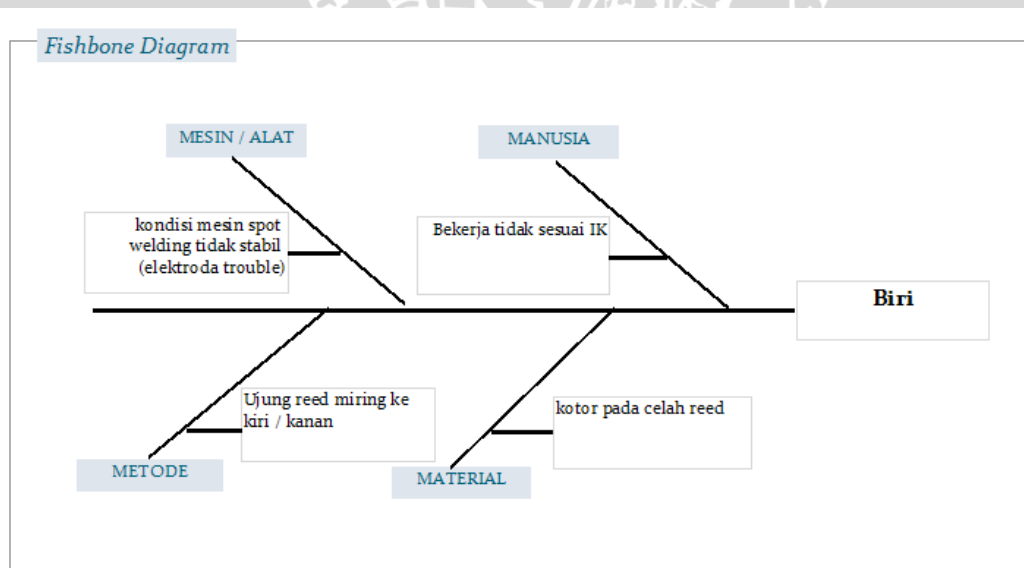 Fishbone Diagram
MESIN / ALAT
MANUSIA
kondisi mesin spot
welding tidak stabil
(elektroda trouble)
Bekerja tidak sesuai IK
Biri
Ujung reed miring ke
kiri / kanan
kotor pada celah reed
METODE
MATERIAL